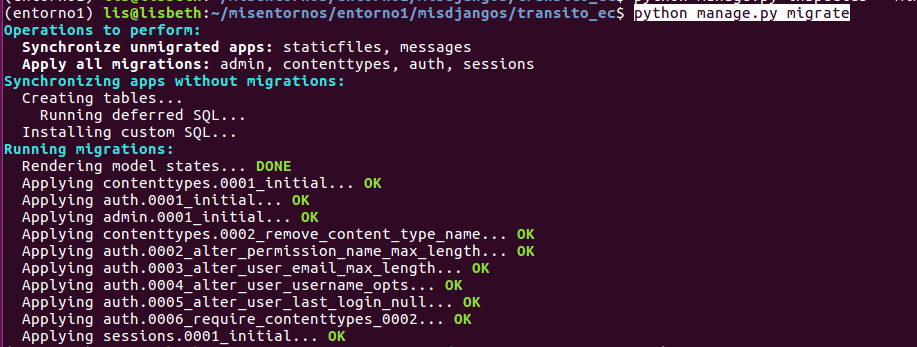 (entorno1) lis@lisbeth:~/misentornos/entorno1/misdjangos/transito_ec$ python manage.py migrate
Operations to perform:
  Synchronize unmigrated apps: staticfiles, messages
  Apply all migrations: admin, contenttypes, auth, sessions
Synchronizing apps without migrations:
  Creating tables...
    Running deferred SQL...
  Installing custom SQL...
Running migrations:
  Rendering model states... DONE
  Applying contenttypes.0001_initial... OK
  Applying auth.0001_initial... OK
  Applying admin.0001_initial... OK
  Applying contenttypes.0002_remove_content_type_name... OK
  Applying auth.0002_alter_permission_name_max_length... OK
  Applying auth.0003_alter_user_email_max_length... OK
  Applying auth.0004_alter_user_username_opts... OK
  Applying auth.0005_alter_user_last_login_null... OK
  Applying auth.0006_require_contenttypes_0002... OK
  Applying sessions.0001_initial... OK